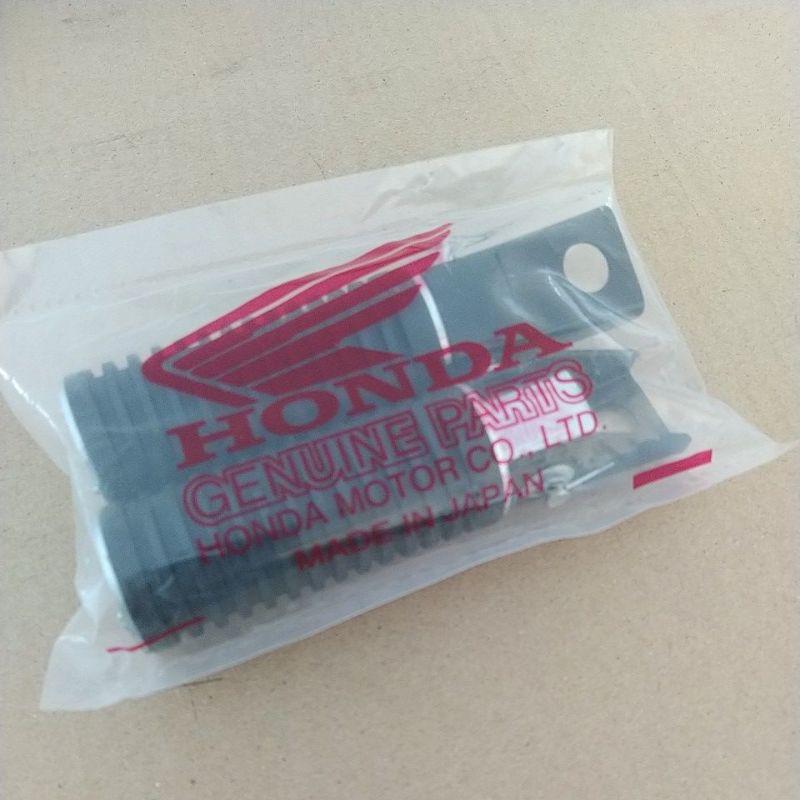 HONDA
GENUINE PARTS
HONDA MOTOR CO., LTD.
MADE IN JAPAN